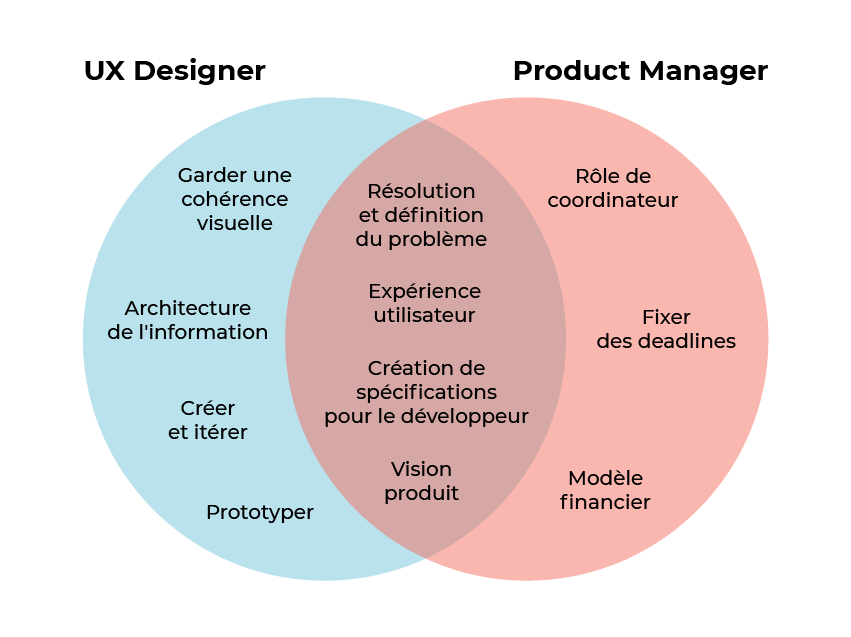 UX Designer
Product Manager
Garder une
cohérence
visuelle
Architecture
de l'information
Créer
et itérer
Prototyper
Résolution
et définition
du problème
Expérience
utilisateur
Création de
spécifications
pour le développeur
Vision
produit
Rôle de
coordinateur
Fixer
des deadlines
Modèle
financier